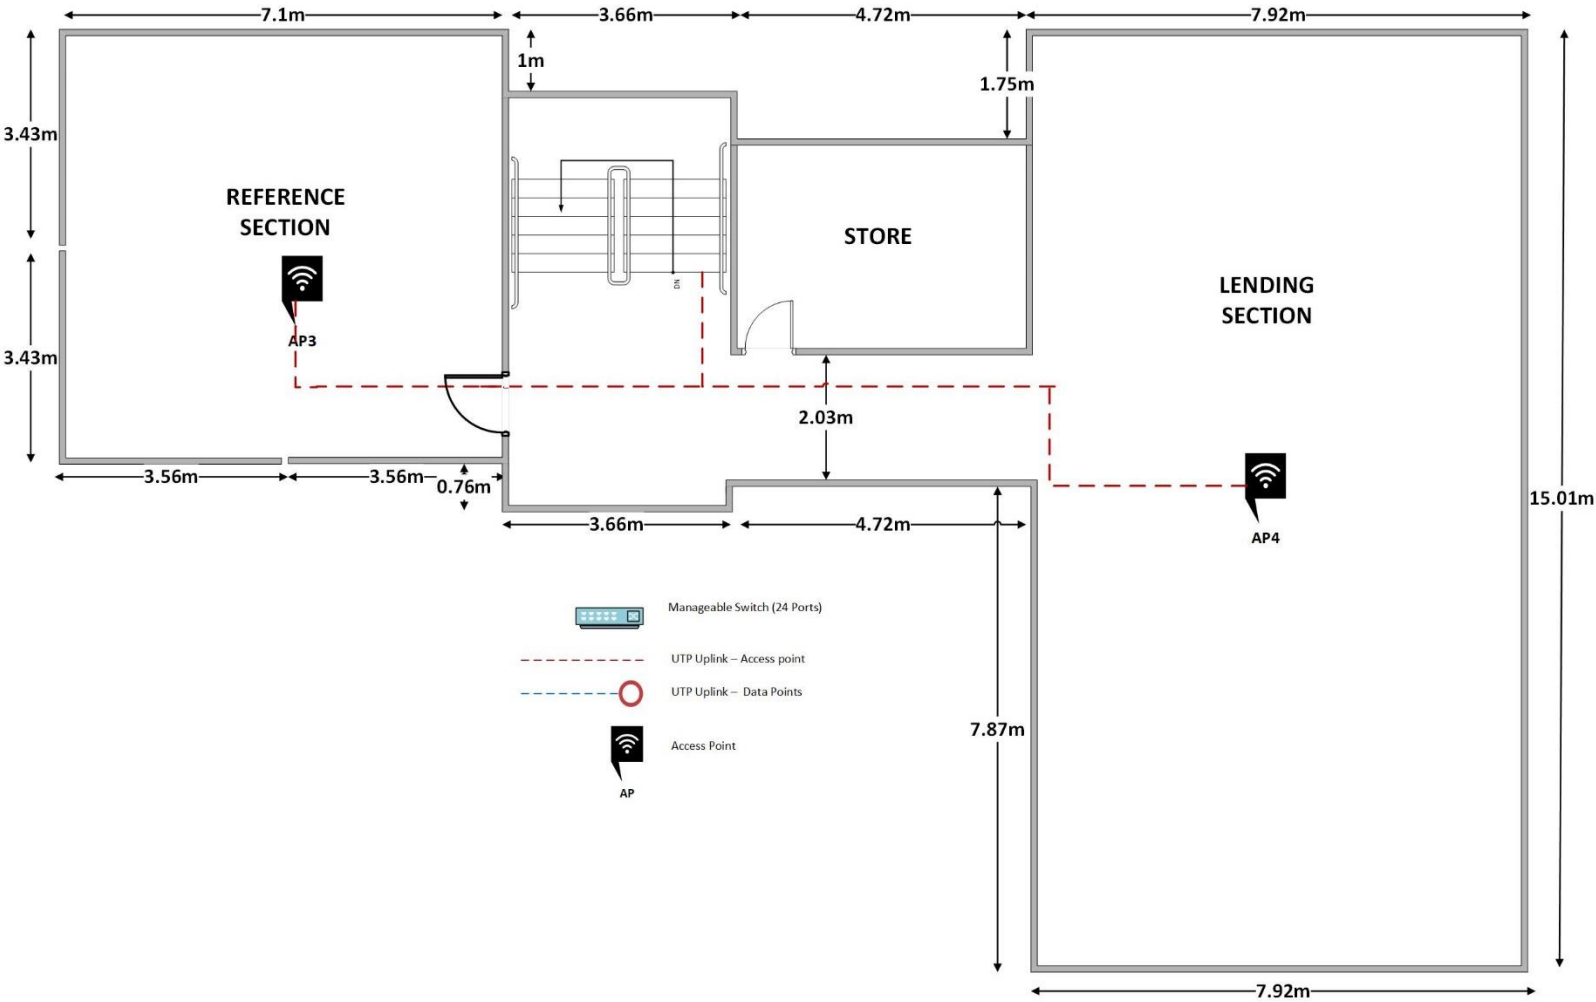 7.1m
3.66m
4.72m
7.92m
1m
1.75m
3.43m
REFERENCE
SECTION
STORE
LENDING
SECTION
DN
AP3
3.43m
2.03m
3.56m
3.56m
0.76m
15.01m
3.66m
4.72m
AP4
Manageable Switch (24 Ports)
UTP Uplink – Access point
UTP Uplink – Data Points
7.87m
Access Point
AP
7.92m